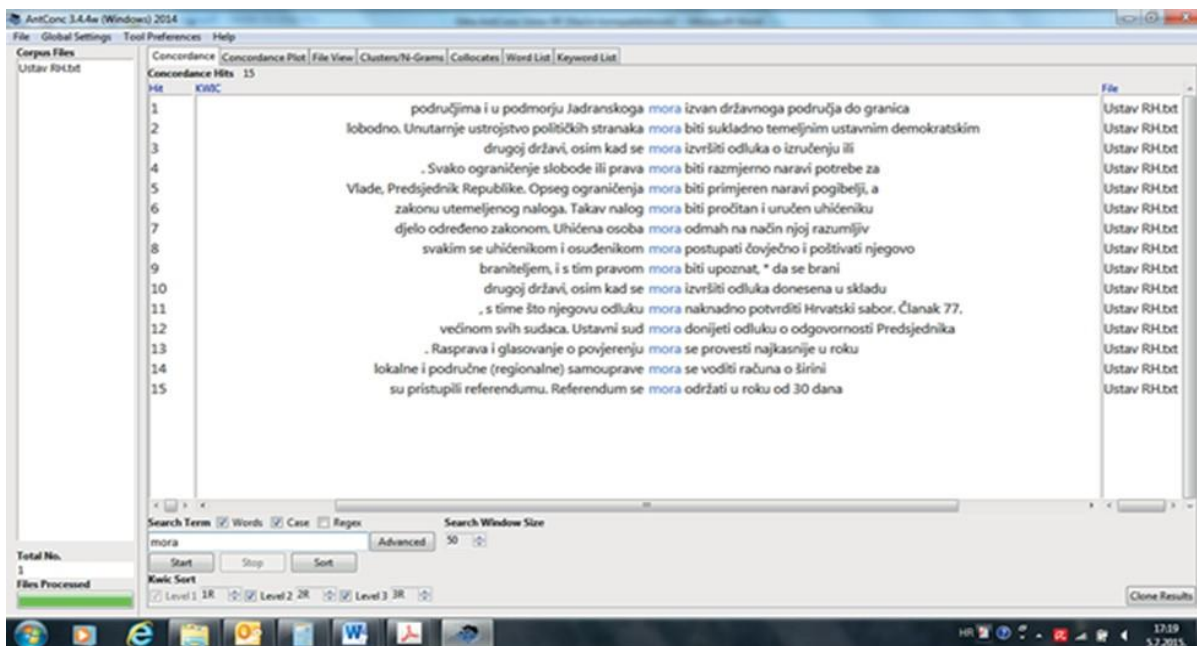 AntConc 3.4.4w (Windows) 2014
File Global Settings Tool Preferences Help
Corpus Files
Ustav RH.txt
Concordance Concordance Plot File View Clusters/N-Grams Collocates Word List Keyword List
Concordance Hits 15
Hit KWIC File
1 područjima i u podmorju Jadranskoga mora izvan državnoga područja do granica Ustav RH.txt
2 lobodno. Unutarnje ustrojstvo političkih stranaka mora biti sukladno temeljnim ustavnim demokratskim Ustav RH.txt
3 drugoj državi, osim kad se mora izvršiti odluka o izručenju ili Ustav RH.txt
4 . Svako ograničenje slobode ili prava mora biti razmjerno naravi potrebe za Ustav RH.txt
5 Vlade, Predsjednik Republike. Opseg ograničenja mora biti primjeren naravi pogibelji, a Ustav RH.txt
6 zakonu utemeljenog naloga. Takav nalog mora biti pročitan i uručen uhićeniku Ustav RH.txt
7 djelo određeno zakonom. Uhićena osoba mora odmah na način njoj razumljiv Ustav RH.txt
8 svakim se uhićenikom i osuđenikom mora postupati čovječno i poštivati njegovo Ustav RH.txt
9 braniteljem, i s tim pravom mora biti upoznat, * da se brani Ustav RH.txt
10 drugoj državi, osim kad se mora izvršiti odluka donesena u skladu Ustav RH.txt
11 , s time što njegovu odluku mora naknadno potvrditi Hrvatski sabor. Članak 77. Ustav RH.txt
12 većinom svih sudaca. Ustavni sud mora donijeti odluku o odgovornosti Predsjednika Ustav RH.txt
13 . Rasprava i glasovanje o povjerenju mora se provesti najkasnije u roku Ustav RH.txt
14 lokalne i područne (regionalne) samouprave mora se voditi računa o širini Ustav RH.txt
15 su pristupili referendumu. Referendum se mora održati u roku od 30 dana Ustav RH.txt
Search Term Words Case Regex Search Window Size
mora Advanced 50
Start Stop Sort
Total No.
1
Files Processed
Kwic Sort
Level 1 1R Level 2 2R Level 3 3R Clone Results
HR 17:19
5.7.2015.